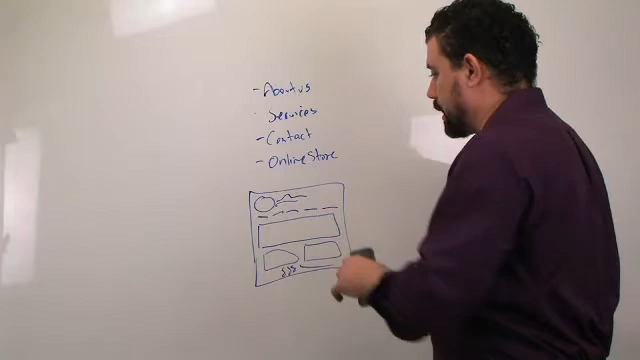 - About us
- Services
- Contact
- Online Store